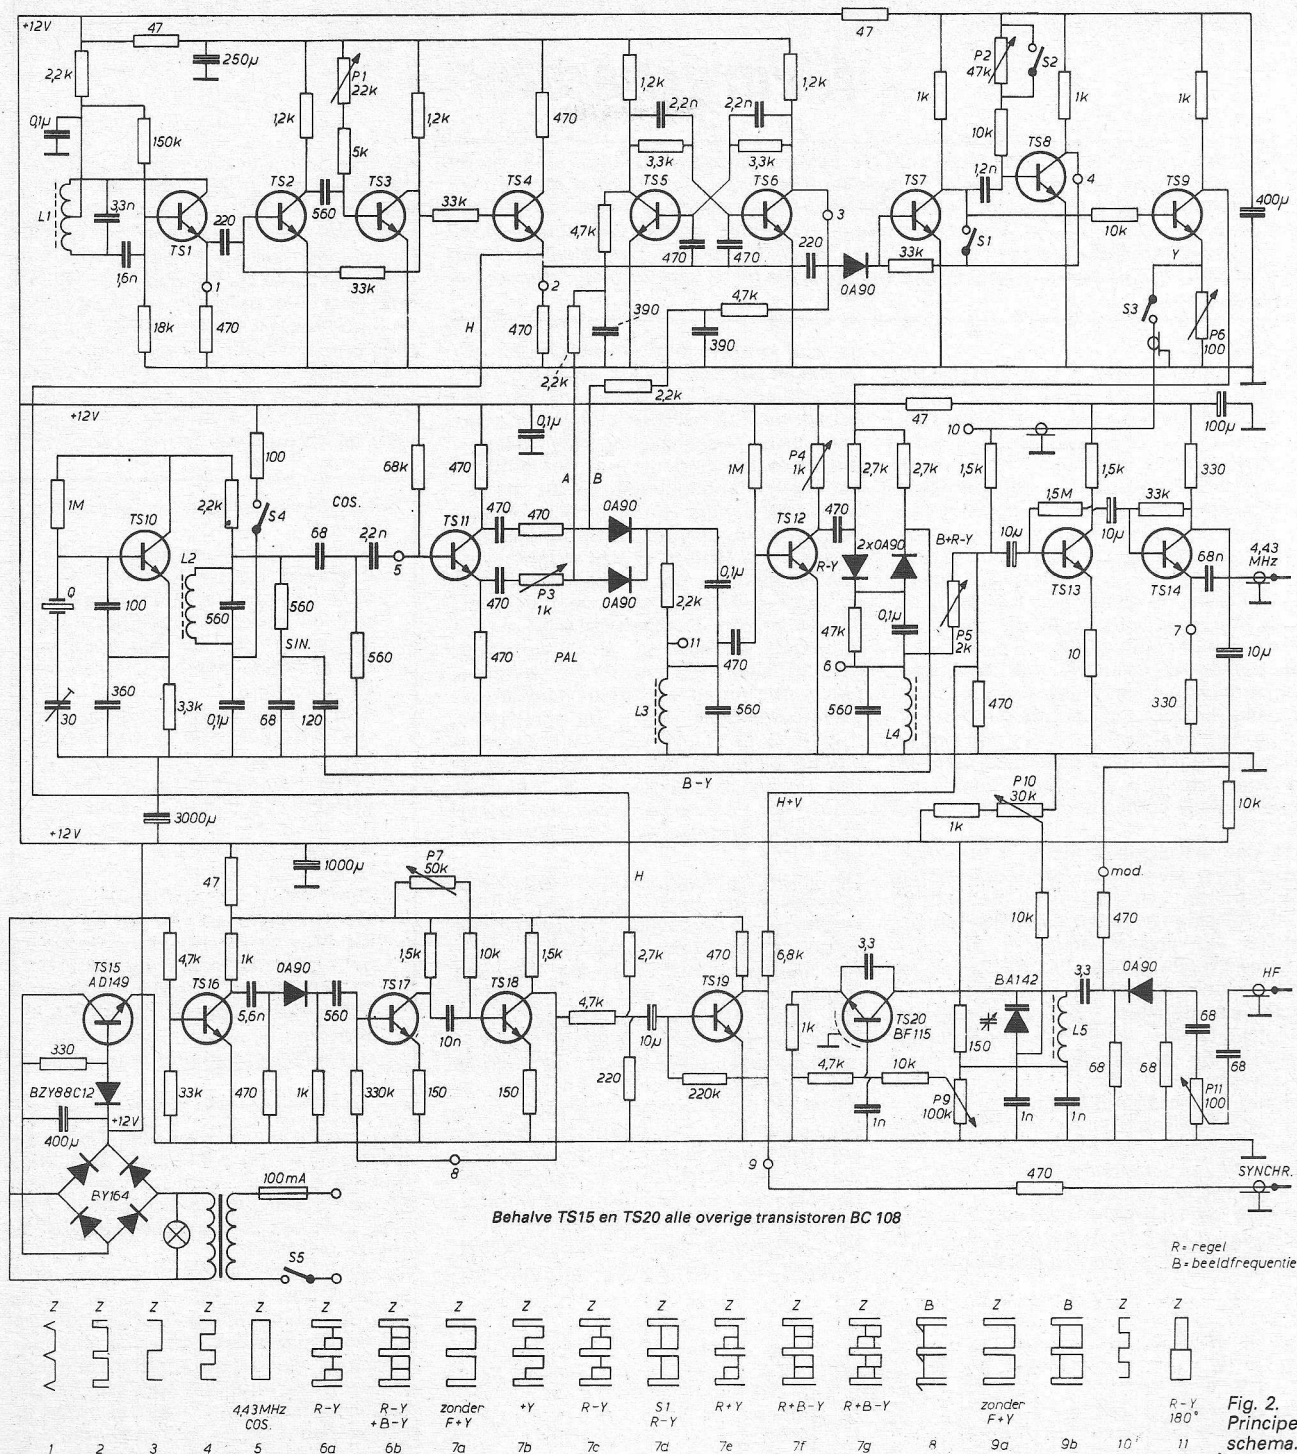 +12V
47
47
250µ
2,2k
P1
22k
1,2k
2,2n
2,2n
1,2k
P2
47k
S2
1k
1k
1k
0,1µ
150k
1,2k
5k
1,2k
470
3,3k
3,3k
10k
TS8
L1
3,3n
TS1
TS2
560
TS3
33k
TS4
TS5
TS6
TS7
1,2n
4
TS9
400µ
220
1,6n
33k
4,7k
470
470
3
220
0A90
33k
S1
10k
Y
1
2
18k
470
H
470
390
4,7k
390
S3
P6
100
2,2k
2,2k
+12V
0,1µ
47
100µ
1M
2,2k
100
S4
COS.
68k
470
A
B
1M
P4
1k
2,7k
2,7k
10
1,5k
1,5k
330
TS10
L2
68
2,2n
5
TS11
470
470
0A90
TS12
470
R-Y
2x0A90
B+R-Y
1,5M
10µ
10µ
33k
68n
4,43
MHz
Q
100
560
560
SIN.
470
P3
1k
0A90
2,2k
0,1µ
47k
0,1µ
P5
2k
TS13
TS14
560
470
PAL
11
470
6
10
7
10µ
30
360
3,3k
0,1µ
68
120
L3
560
560
L4
470
330
B-Y
3000µ
H+V
P10
30k
1k
10k
+12V
1000µ
P7
50k
H
mod.
47
4,7k
1k
0A90
1,5k
10k
1,5k
2,7k
470
6,8k
3,3
10k
470
TS15
AD149
TS16
5,6n
560
TS17
10n
TS18
4,7k
10µ
TS19
TS20
BF115
BA142
3,3
0A90
HF
L5
330
1k
150
68
68
BZY88C12
33k
470
1k
330k
150
150
220
220k
4,7k
10k
P9
100k
68
68
P11
100
400µ
+12V
1n
1n
1n
8
9
BY164
100mA
470
SYNCHR.
S5
Behalve TS15 en TS20 alle overige transistoren BC 108
R= regel
B= beeldfrequentie
Z Z Z Z Z Z Z Z Z Z Z Z Z Z B Z B Z Z
4,43MHz
COS.
R-Y
R-Y
+B-Y
zonder
F+Y
+Y
R-Y
S1
R-Y
R+Y
R+B-Y
R+B-Y
zonder
F+Y
R-Y
180°
1 2 3 4 5 6a 6b 7a 7b 7c 7d 7e 7f 7g 8 9a 9b 10 11
Fig. 2.
Principe
schema.